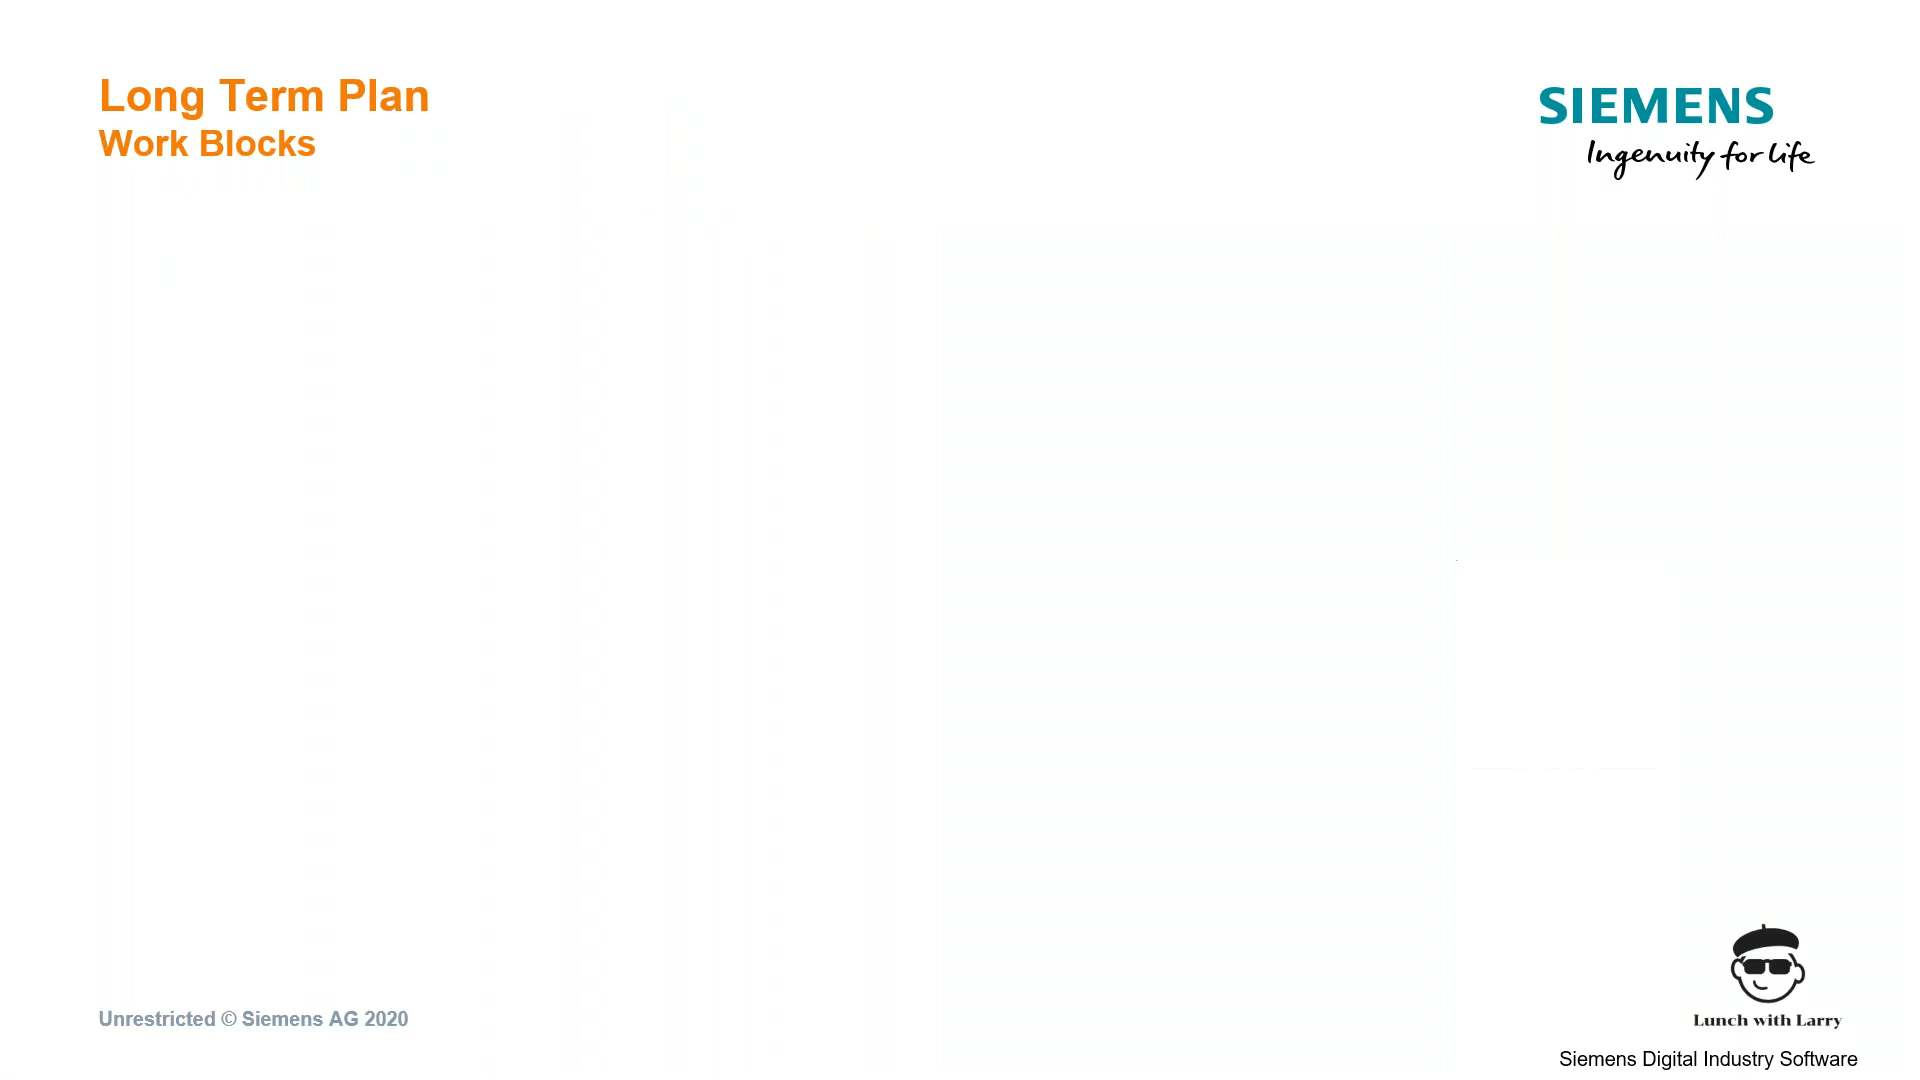 Long Term Plan
Work Blocks
SIEMENS
Ingenuity for life
Unrestricted © Siemens AG 2020
Lunch with Larry
Siemens Digital Industry Software